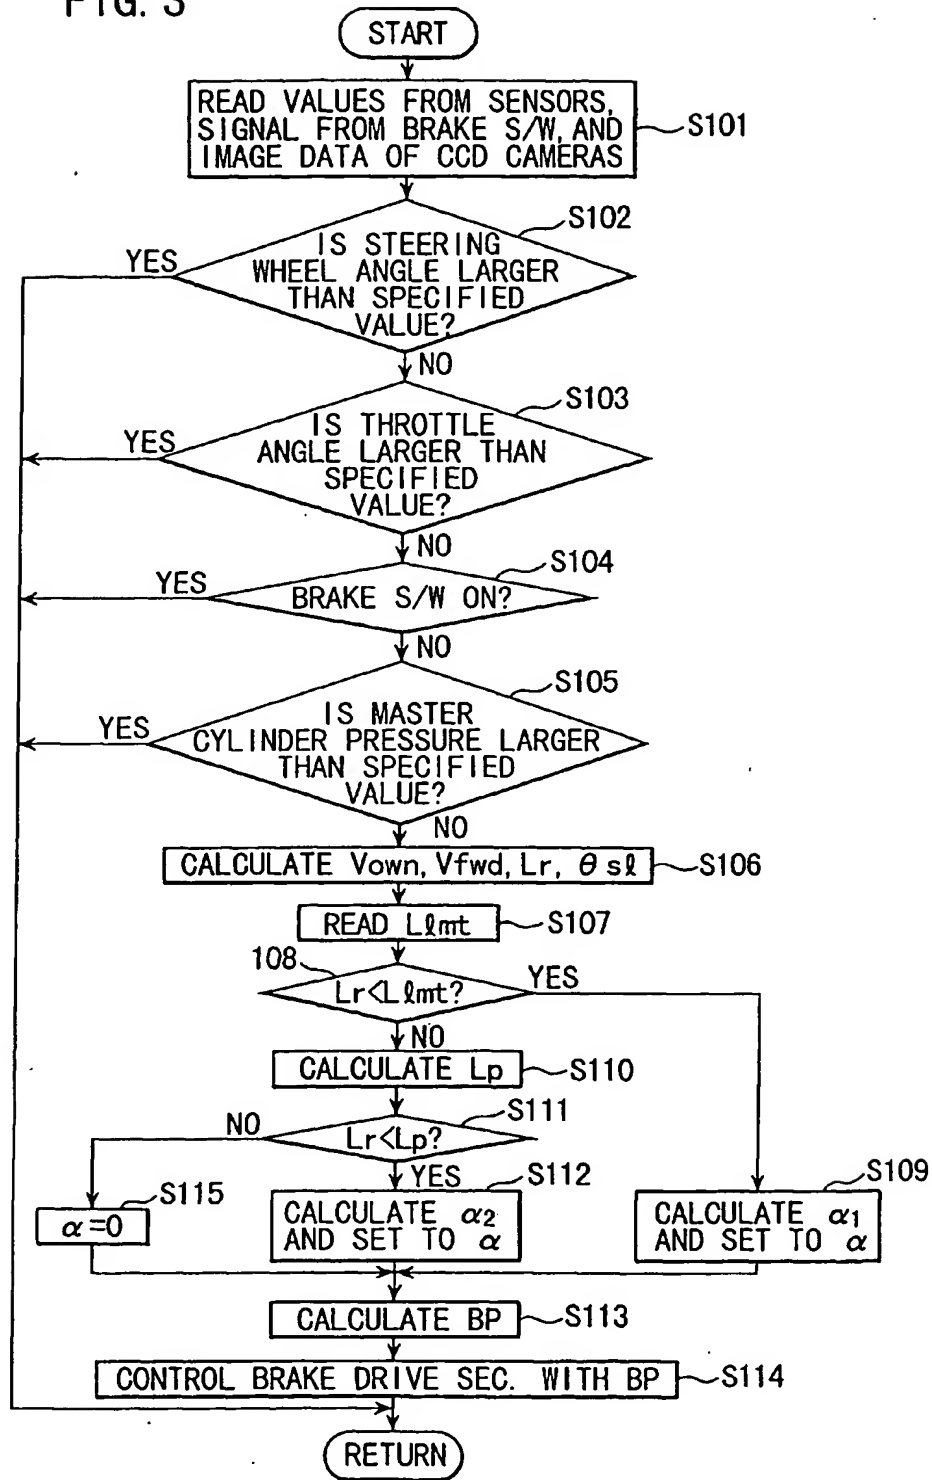 FIG. 3
START
READ VALUES FROM SENSORS,
SIGNAL FROM BRAKE S/W, AND
IMAGE DATA OF CCD CAMERAS
S101
S102
IS STEERING
WHEEL ANGLE LARGER
THAN SPECIFIED
VALUE?
YES
NO
S103
IS THROTTLE
ANGLE LARGER THAN
SPECIFIED
VALUE?
YES
NO
S104
BRAKE S/W ON?
YES
NO
S105
IS MASTER
CYLINDER PRESSURE LARGER
THAN SPECIFIED
VALUE?
YES
NO
CALCULATE Vown, Vfwd, Lr, θsℓ
S106
READ Lℓmt
S107
108
Lr<Lℓmt?
YES
NO
CALCULATE Lp
S110
S111
Lr<Lp?
NO
YES
S115
α=0
S112
CALCULATE α2
AND SET TO α
S109
CALCULATE α1
AND SET TO α
CALCULATE BP
S113
CONTROL BRAKE DRIVE SEC. WITH BP
S114
RETURN